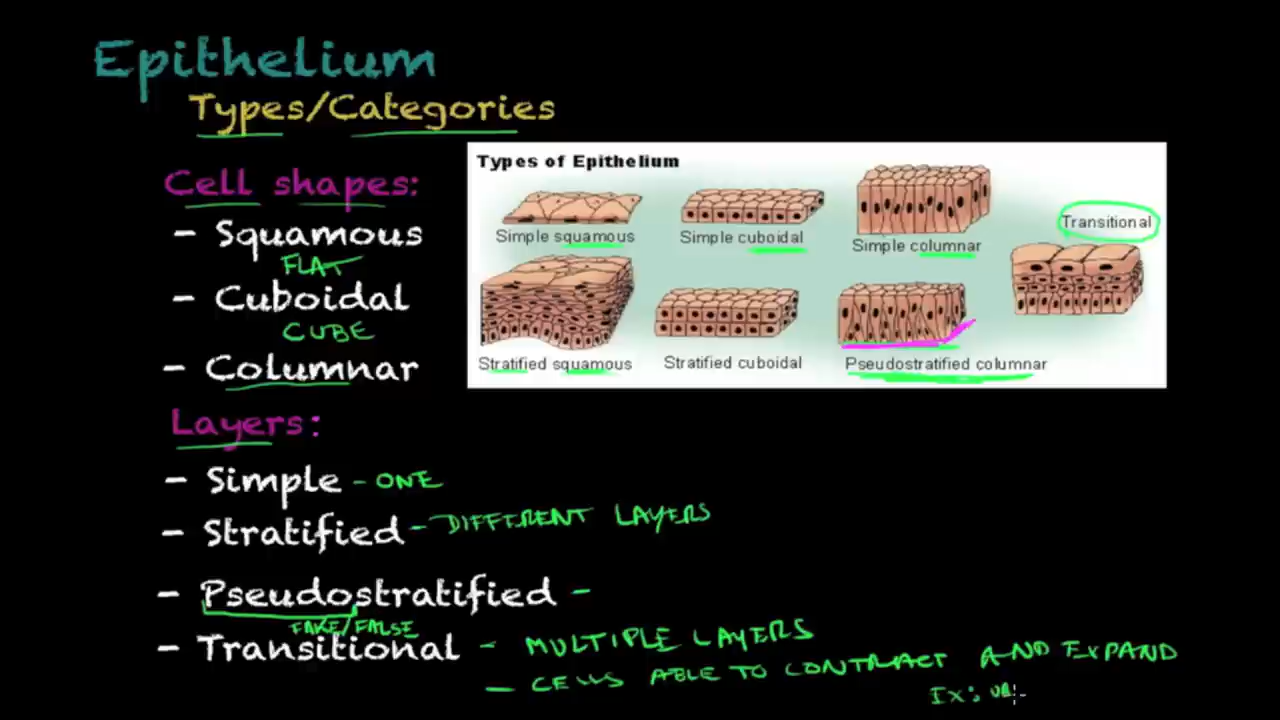 Epithelium
Types/Categories
Cell shapes:
- Squamous
FLAT
- Cuboidal
CUBE
- Columnar
Types of Epithelium
Simple squamous
Simple cuboidal
Simple columnar
Transitional
Stratified squamous
Stratified cuboidal
Pseudostratified columnar
Layers:
- Simple - ONE
- Stratified - DIFFERENT LAYERS
- Pseudostratified -
FAKE/FALSE
- Transitional - MULTIPLE LAYERS
- CELLS ABLE TO CONTRACT AND EXPAND
EX: